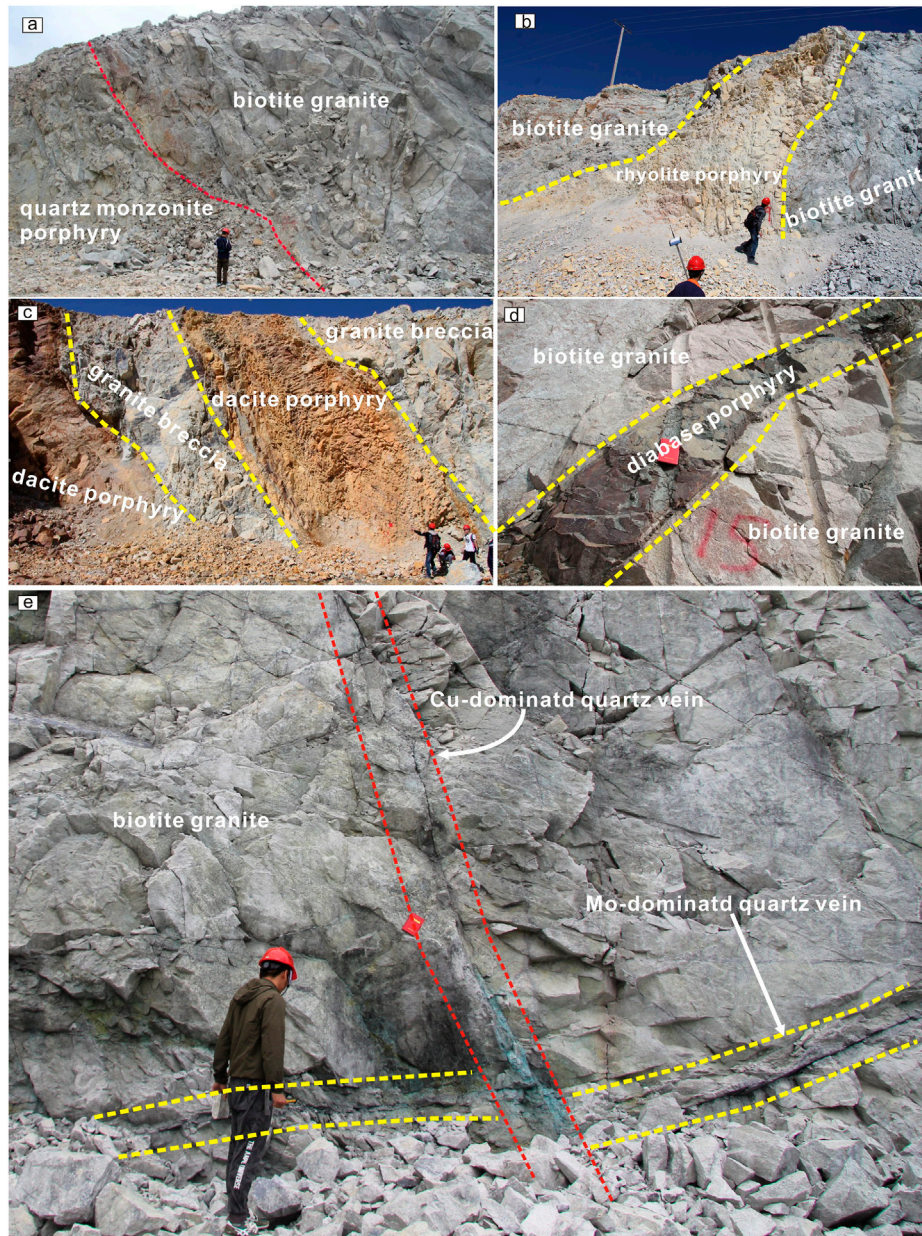 a
biotite granite
quartz monzonite
porphyry
b
biotite granite
rhyolite porphyry
biotite granit
c
granite breccia
granite breccia
dacite porphyry
dacite porphyry
d
biotite granite
diabase porphyry
biotite granite
15
e
Cu-dominatd quartz vein
biotite granite
Mo-dominatd quartz vein